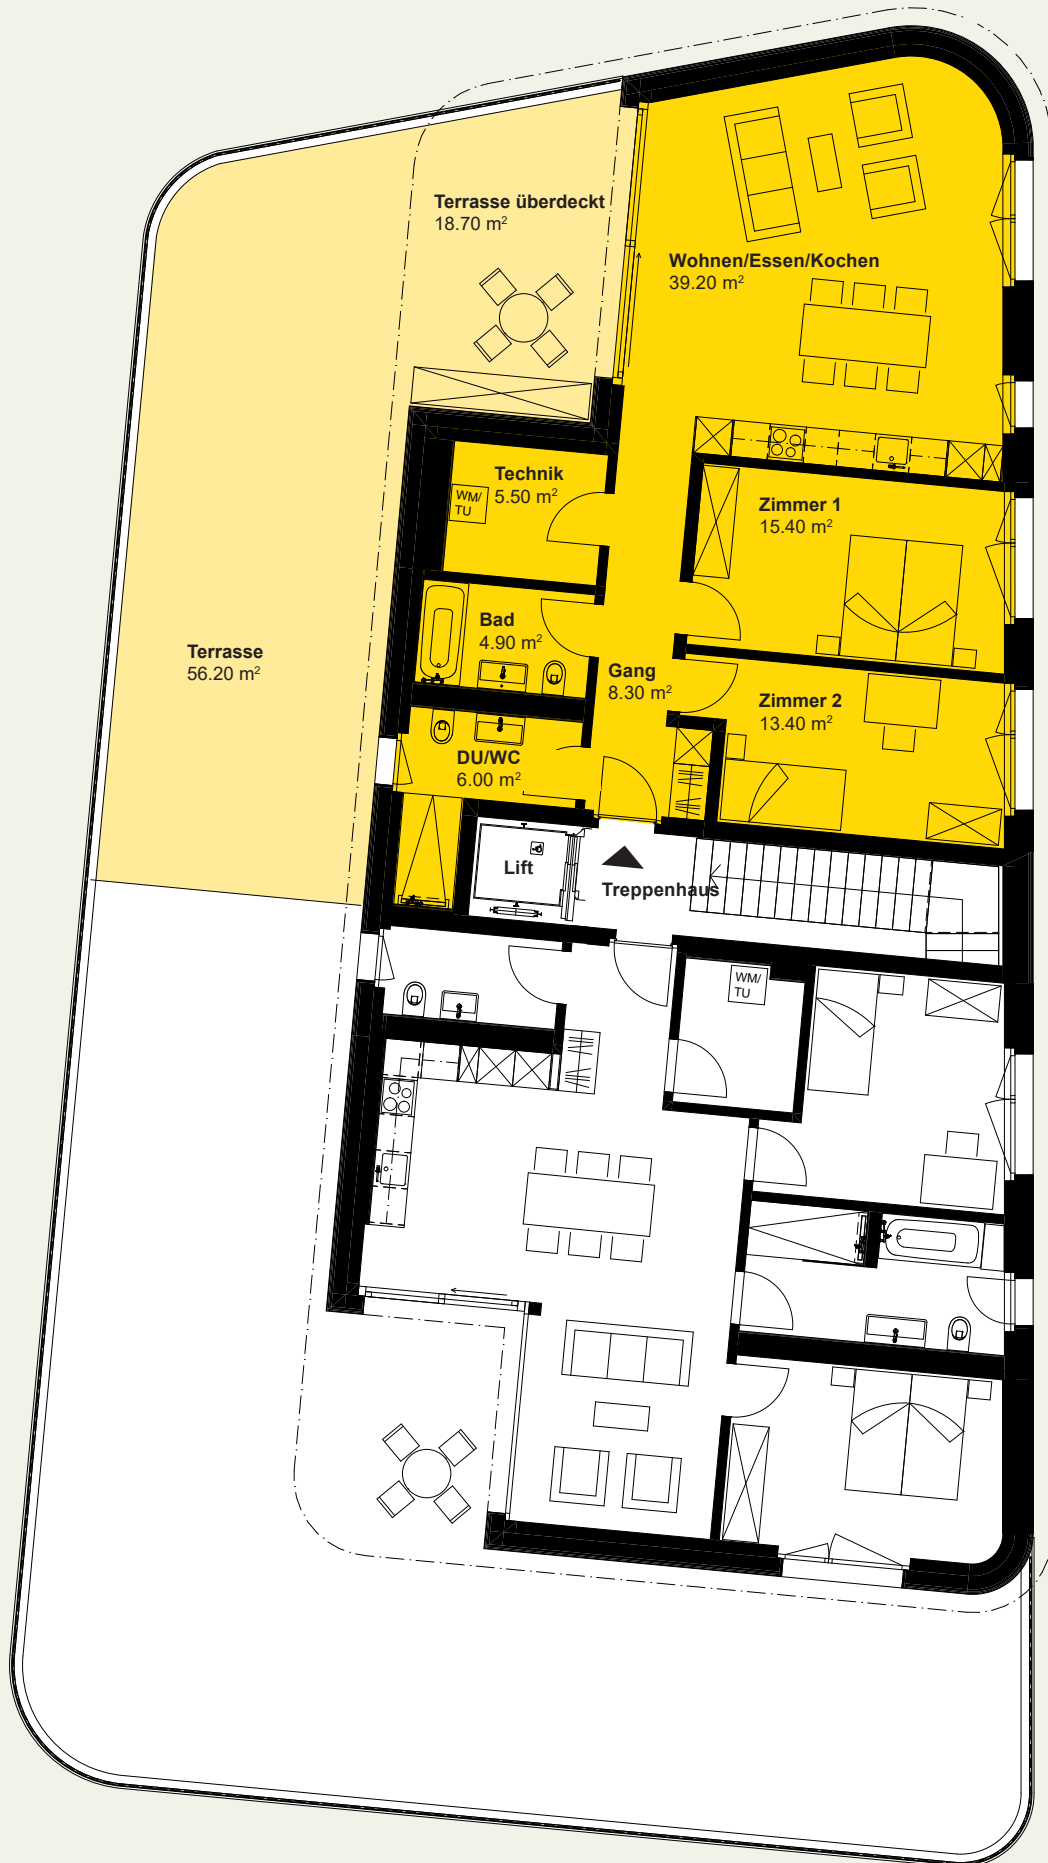 Terrasse überdeckt
18.70 m²
Wohnen/Essen/Kochen
39.20 m²
Technik
5.50 m²
WM/
TU
Zimmer 1
15.40 m²
Bad
4.90 m²
Terrasse
56.20 m²
Gang
8.30 m²
Zimmer 2
13.40 m²
DU/WC
6.00 m²
Lift
Treppenhaus
WM/
TU